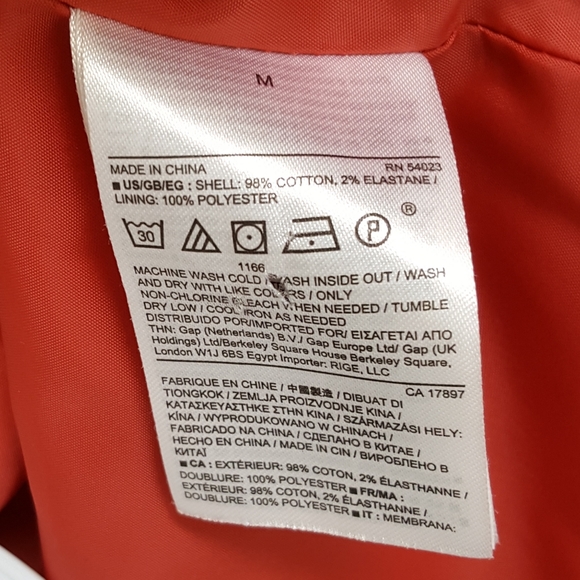 M
MADE IN CHINA RN 54023
■ US/GB/EG : SHELL: 98% COTTON, 2% ELASTANE /
LINING: 100% POLYESTER
30 P ®
1166
MACHINE WASH COLD / WASH INSIDE OUT / WASH
AND DRY WITH LIKE COLORS / ONLY
NON-CHLORINE BLEACH WHEN NEEDED / TUMBLE
DRY LOW / COOL IRON AS NEEDED
DISTRIBUIDO POR/IMPORTED FOR/ ΕΙΣΑΓΕΤΑΙ ΑΠΟ
ΤΗΝ: Gap (Netherlands) B.V./ Gap Europe Ltd/ Gap (UK
Holdings) Ltd/Berkeley Square House Berkeley Square,
London W1J 6BS Egypt Importer: RIGE, LLC
CA 17897
FABRIQUE EN CHINE / 中國製造 / DIBUAT DI
TIONGKOK / ZEMLJA PROIZVODNJE KINA /
ΚΑΤΑΣΚΕΥΑΣΤΗΚΕ ΣΤΗΝ ΚΙΝΑ / SZÁRMAZÁSI HELY:
KÍNA / WYPRODUKOWANO W CHINACH /
FABRICADO NA CHINA / СДЕЛАНО В КИТАЕ /
HECHO EN CHINA / MADE IN CIN / ВИРОБЛЕНО В
КИТАЇ
■ CA : EXTÉRIEUR: 98% COTON, 2% ÉLASTHANNE /
DOUBLURE: 100% POLYESTER ■ FR/MA :
EXTÉRIEUR: 98% COTON, 2% ÉLASTHANNE /
DOUBLURE: 100% POLYESTER ■ IT : MEMBRANA: